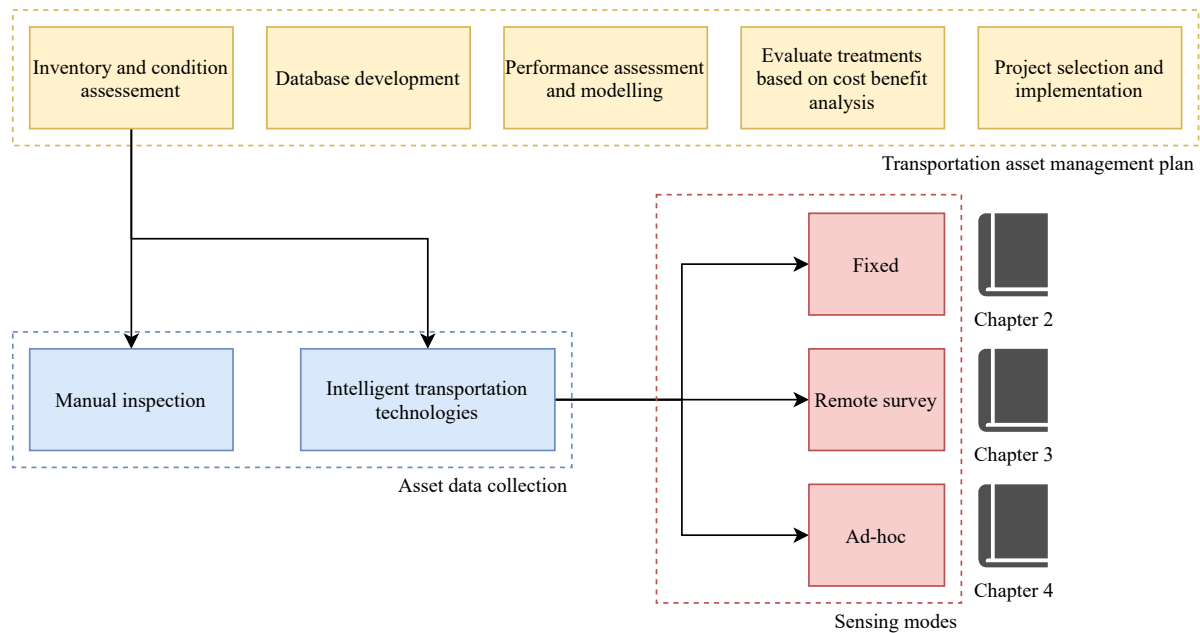 Inventory and condition
assessement
Database development
Performance assessment
and modelling
Evaluate treatments
based on cost benefit
analysis
Project selection and
implementation
Transportation asset management plan
Fixed
Chapter 2
Manual inspection
Intelligent transportation
technologies
Remote survey
Chapter 3
Asset data collection
Ad-hoc
Chapter 4
Sensing modes